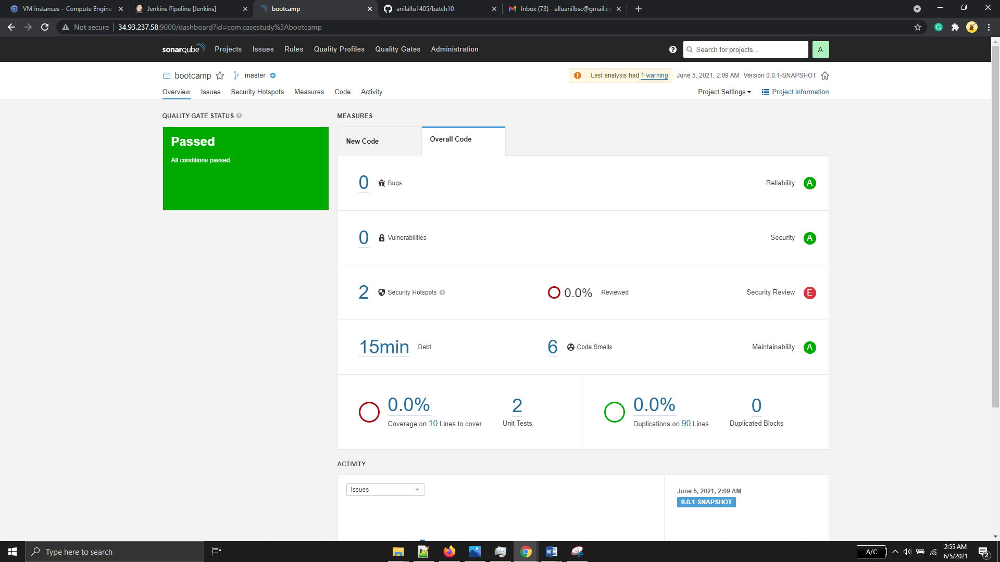 VM instances – Compute Engine
Jenkins Pipeline [Jenkins]
bootcamp
anilallu1405/batch10
Inbox (73) - alluanilbsc@gmail.co
Not secure
34.93.237.58:9000/dashboard?id=com.casestudy%3Abootcamp
sonarqube
Projects
Issues
Rules
Quality Profiles
Quality Gates
Administration
Search for projects...
A
bootcamp
master
Last analysis had 1 warning
June 5, 2021, 2:09 AM
Version 0.0.1-SNAPSHOT
Overview
Issues
Security Hotspots
Measures
Code
Activity
Project Settings
Project Information
QUALITY GATE STATUS
Passed
All conditions passed.
MEASURES
New Code
Overall Code
0 Bugs
Reliability A
0 Vulnerabilities
Security A
2 Security Hotspots
0.0% Reviewed
Security Review E
15min Debt
6 Code Smells
Maintainability A
0.0%
Coverage on 10 Lines to cover
2
Unit Tests
0.0%
Duplications on 90 Lines
0
Duplicated Blocks
ACTIVITY
Issues
June 5, 2021, 2:09 AM
0.0.1-SNAPSHOT
Type here to search
A/C
2:55 AM
6/5/2021
2